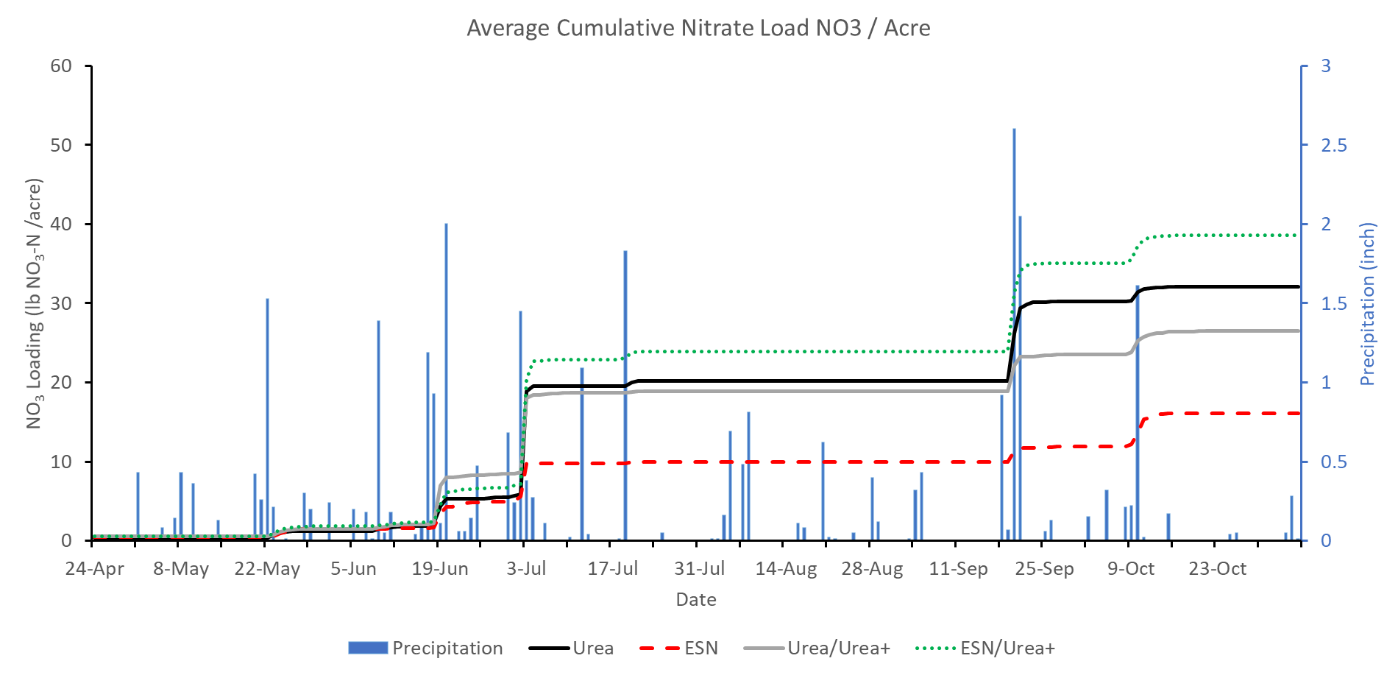 Average Cumulative Nitrate Load NO3 / Acre
60
50
40
30
20
10
0
NO₃ Loading (lb NO₃-N /acre)
3
2.5
2
1.5
1
0.5
0
Precipitation (inch)
24-Apr 8-May 22-May 5-Jun 19-Jun 3-Jul 17-Jul 31-Jul 14-Aug 28-Aug 11-Sep 25-Sep 9-Oct 23-Oct
Date
Precipitation Urea ESN Urea/Urea+ ESN/Urea+